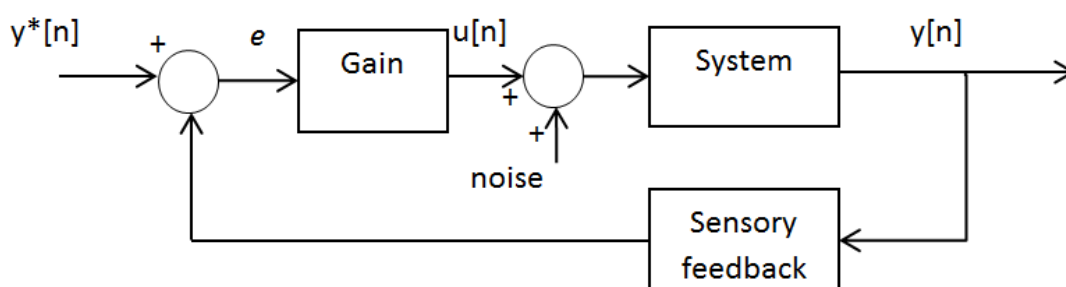 y*[n]
+
e
Gain
u[n]
+
+
noise
System
y[n]
Sensory
feedback